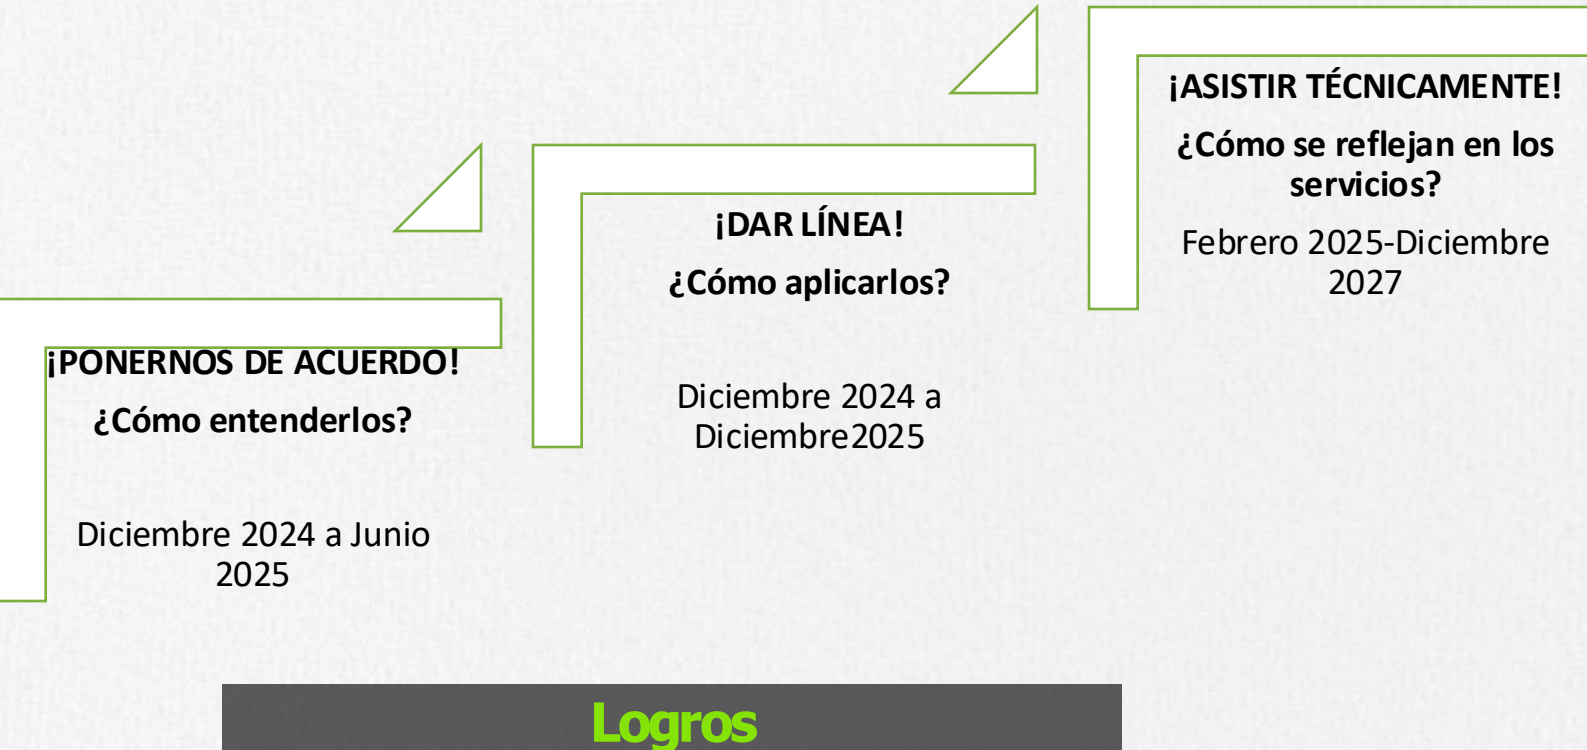 ¡PONERNOS DE ACUERDO!
¿Cómo entenderlos?
Diciembre 2024 a Junio
2025
¡DAR LÍNEA!
¿Cómo aplicarlos?
Diciembre 2024 a
Diciembre2025
¡ASISTIR TÉCNICAMENTE!
¿Cómo se reflejan en los
servicios?
Febrero 2025-Diciembre
2027
Logros